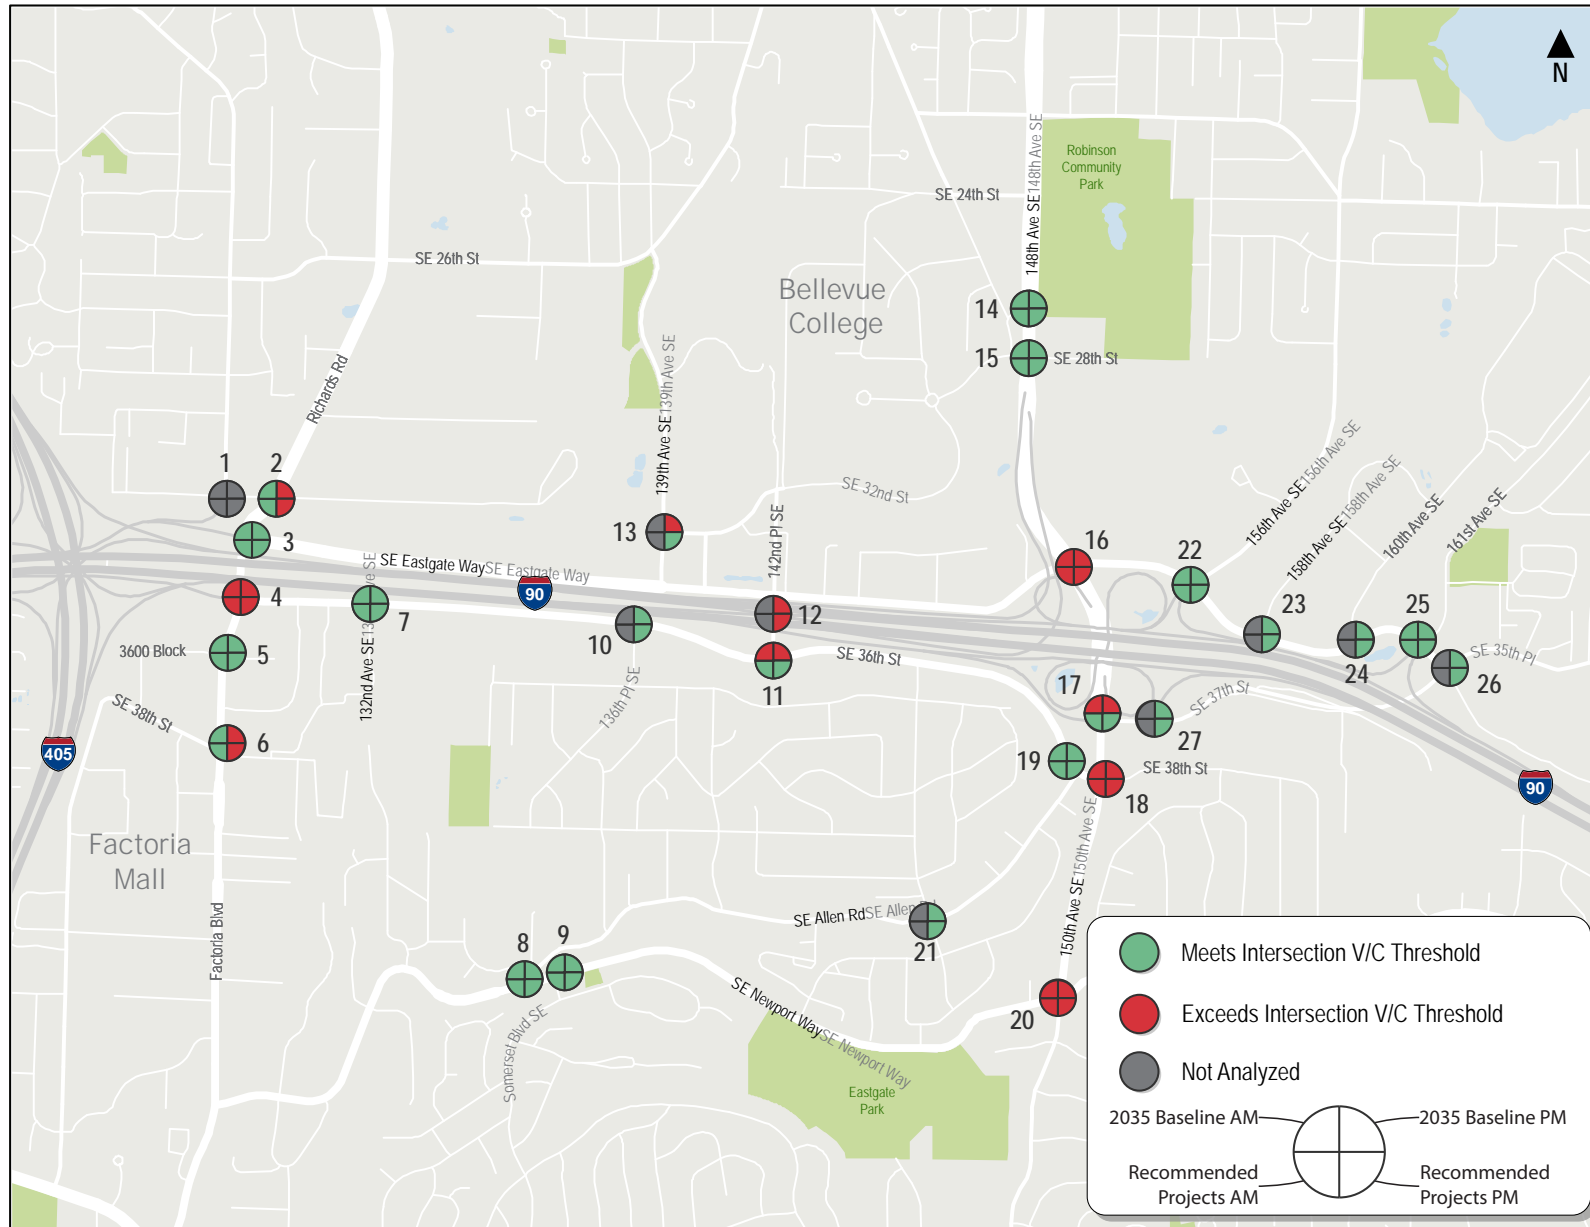 N
Robinson
Community
Park
SE 24th St
148th Ave SE
148th Ave SE
SE 26th St
Bellevue
College
14
15
SE 28th St
Richards Rd
139th Ave SE
139th Ave SE
1
2
3
13
SE 32nd St
142nd Pl SE
SE Eastgate Way
SE Eastgate Way
90
16
22
156th Ave SE
156th Ave SE
158th Ave SE
158th Ave SE
160th Ave SE
161st Ave SE
4
7
10
12
23
25
3600 Block
5
132nd Ave SE
SE 36th St
11
24
SE 35th Pl
26
136th Pl SE
17
SE 37th St
27
SE 38th St
6
405
19
SE 38th St
18
90
Factoria
Mall
150th Ave SE
150th Ave SE
Factoria Blvd
SE Allen Rd
21
8
9
Somerset Blvd SE
SE Newport Way
SE Newport Way
20
Eastgate
Park
Meets Intersection V/C Threshold
Exceeds Intersection V/C Threshold
Not Analyzed
2035 Baseline AM
2035 Baseline PM
Recommended
Projects AM
Recommended
Projects PM